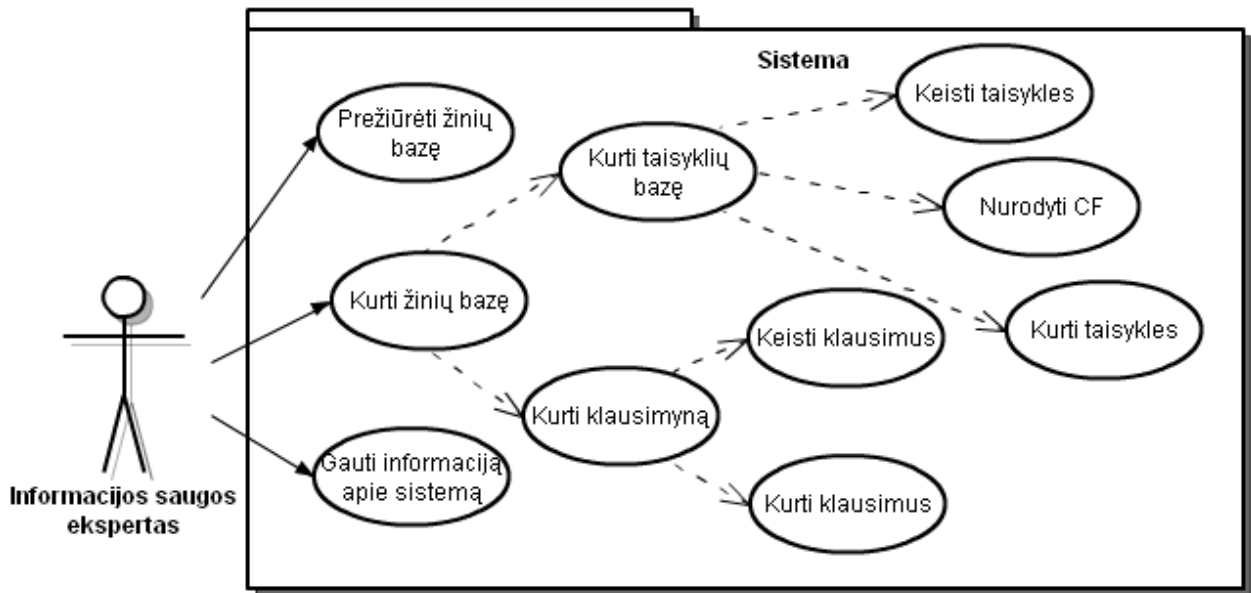 Sistema
Prežiūrėti žinių
bazę
Kurti taisyklių
bazę
Keisti taisykles
Nurodyti CF
Kurti žinių bazę
Kurti taisykles
Keisti klausimus
Kurti klausimyną
Gauti informaciją
apie sistemą
Kurti klausimus
Informacijos saugos
ekspertas